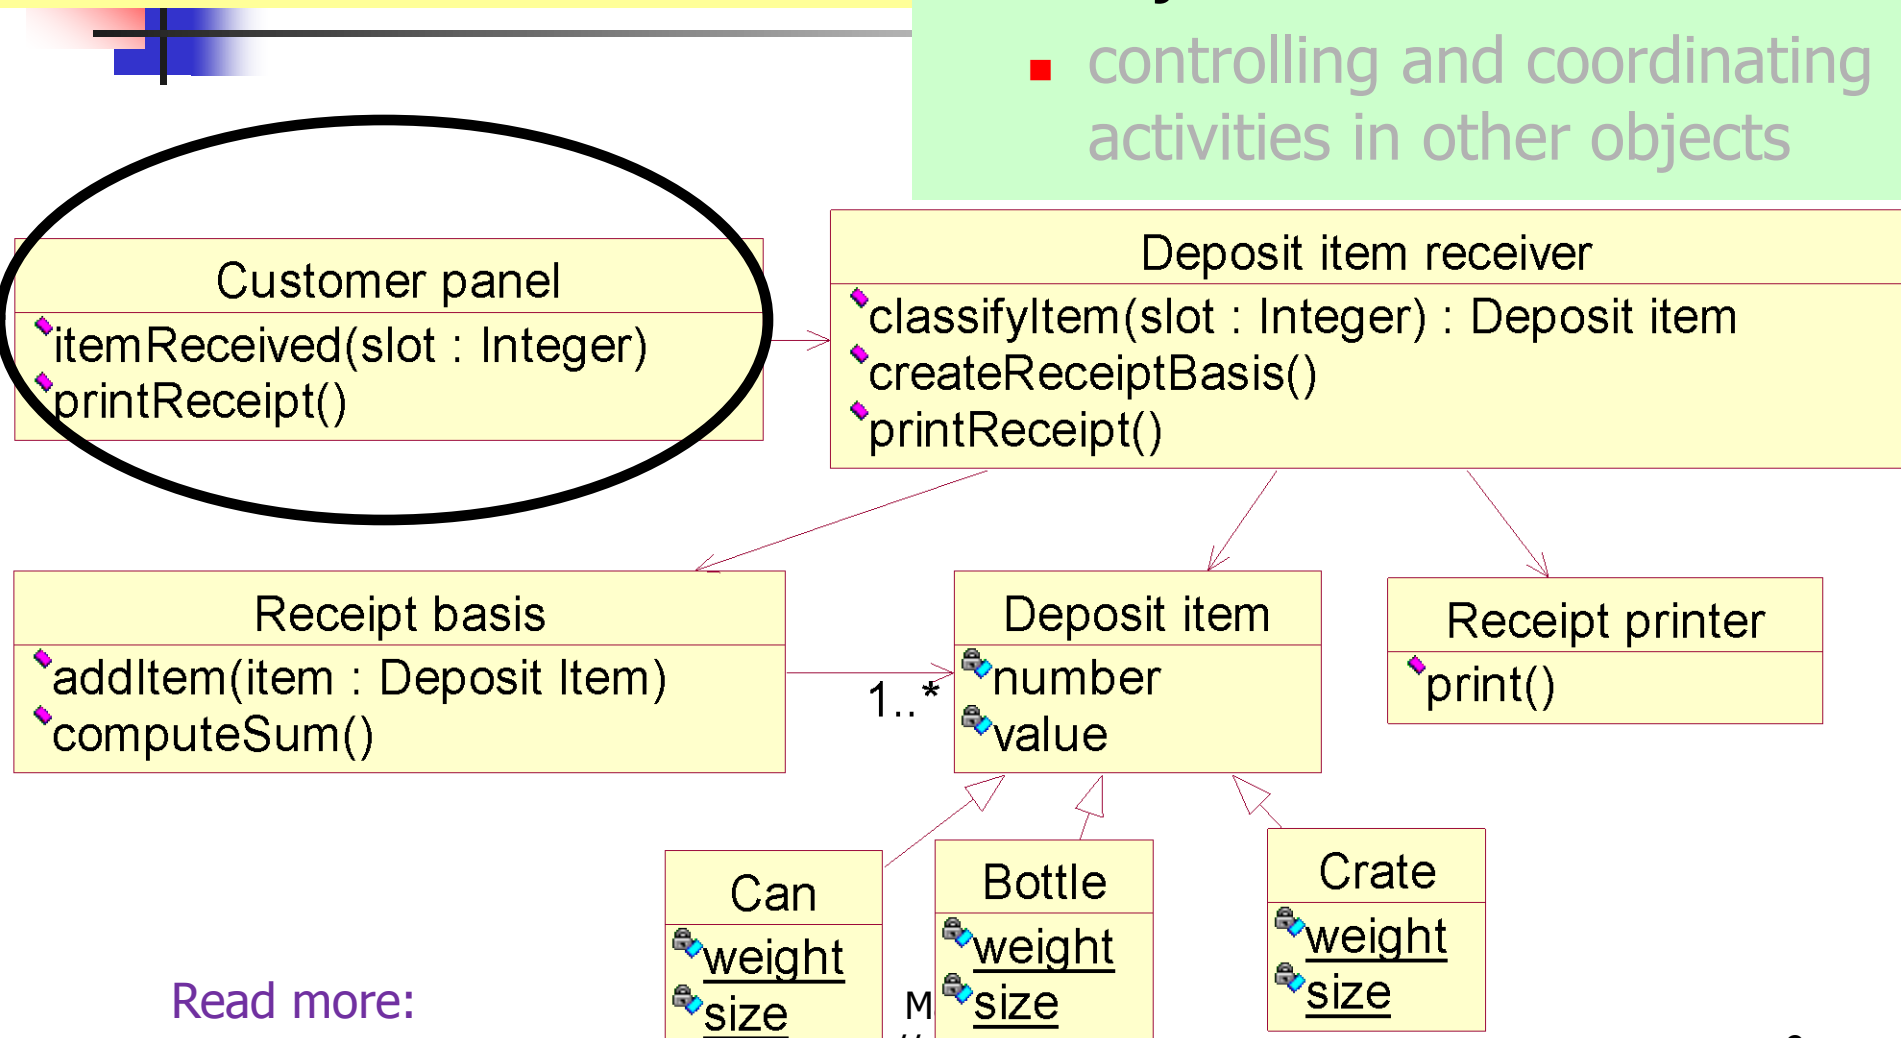 controlling and coordinating
activities in other objects
Customer panel
itemReceived(slot : Integer)
printReceipt()
Deposit item receiver
classifyItem(slot : Integer) : Deposit item
createReceiptBasis()
printReceipt()
Receipt basis
addItem(item : Deposit Item)
computeSum()
1..*
Deposit item
number
value
Receipt printer
print()
Can
weight
size
Bottle
weight
size
Crate
weight
size
Read more: